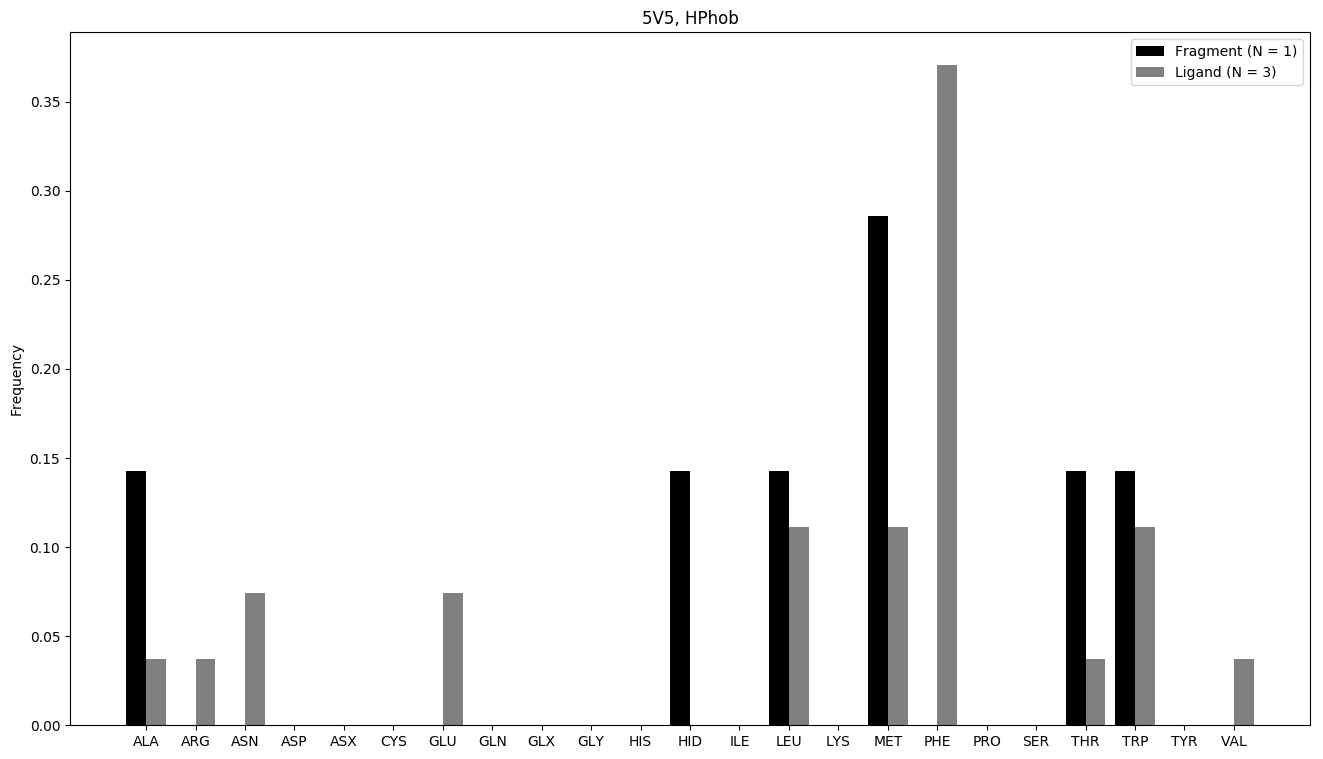 5V5, HPhob
Fragment (N = 1)
Ligand (N = 3)
Frequency
0.35
0.30
0.25
0.20
0.15
0.10
0.05
0.00
ALA ARG ASN ASP ASX CYS GLU GLN GLX GLY HIS HID ILE LEU LYS MET PHE PRO SER THR TRP TYR VAL